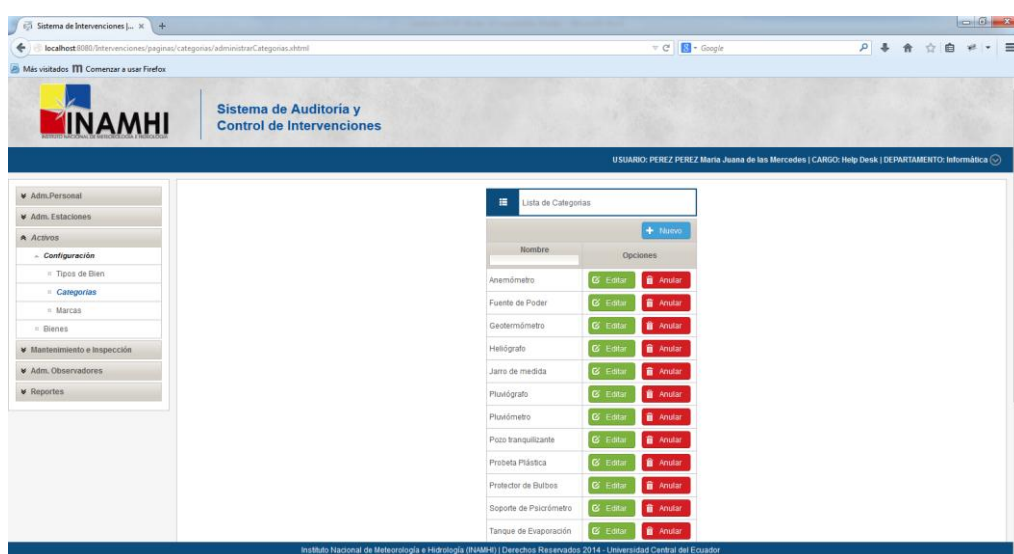 Sistema de Intervenciones |... × +
localhost:8080/Intervenciones/paginas/categorias/administrarCategorias.xhtml
Google
Más visitados Comenzar a usar Firefox
INAMHI
INSTITUTO NACIONAL DE METEOROLOGÍA E HIDROLOGÍA
Sistema de Auditoría y
Control de Intervenciones
USUARIO: PEREZ PEREZ Maria Juana de las Mercedes | CARGO: Help Desk | DEPARTAMENTO: Informática
Adm.Personal
Adm. Estaciones
Activos
Configuración
Tipos de Bien
Categorías
Marcas
Bienes
Mantenimiento e Inspección
Adm. Observadores
Reportes
Lista de Categorias
+ Nuevo
Nombre Opciones
Anemómetro Editar Anular
Fuente de Poder Editar Anular
Geotermómetro Editar Anular
Heliógrafo Editar Anular
Jarro de medida Editar Anular
Pluviógrafo Editar Anular
Pluviómetro Editar Anular
Pozo tranquilizante Editar Anular
Probeta Plástica Editar Anular
Protector de Bulbos Editar Anular
Soporte de Psicrómetro Editar Anular
Tanque de Evaporación Editar Anular
Instituto Nacional de Meteorología e Hidrología (INAMHI) | Derechos Reservados 2014 - Universidad Central del Ecuador